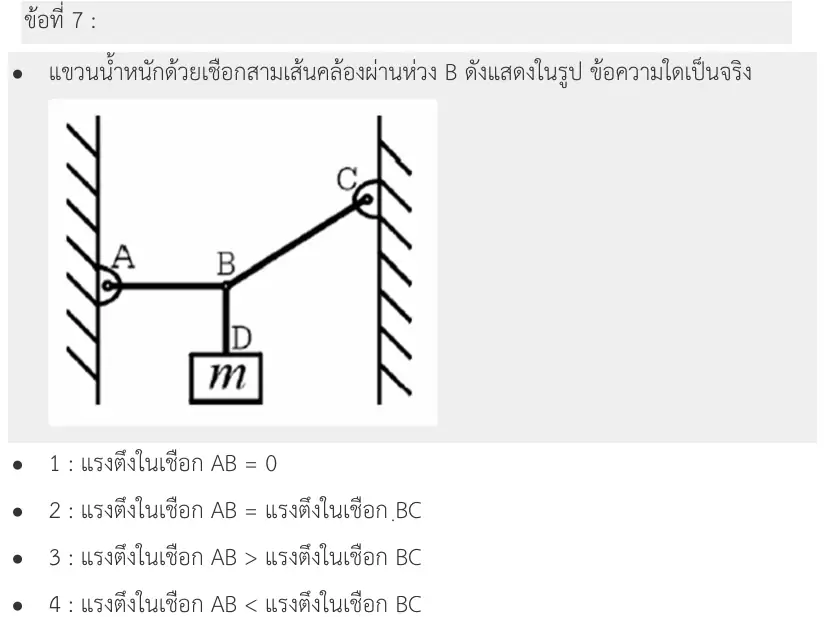 ข้อที่ 7 :
แขวนน้ำหนักด้วยเชือกสามเส้นคล้องผ่านห่วง B ดังแสดงในรูป ข้อความใดเป็นจริง
C
A
B
D
m
1 : แรงตึงในเชือก AB = 0
2 : แรงตึงในเชือก AB = แรงตึงในเชือก BC
3 : แรงตึงในเชือก AB > แรงตึงในเชือก BC
4 : แรงตึงในเชือก AB < แรงตึงในเชือก BC